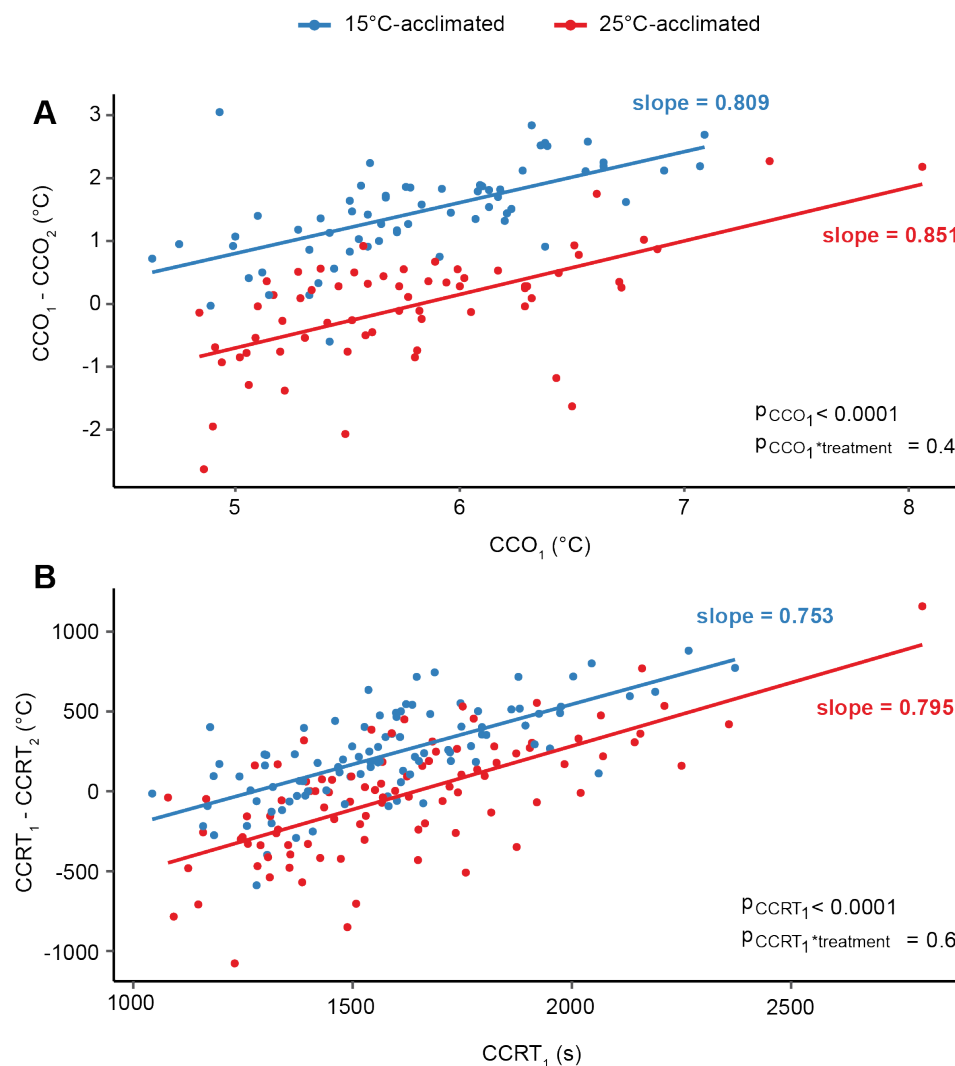 15°C-acclimated 25°C-acclimated
A
slope = 0.809
slope = 0.851
CCO1 - CCO2 (°C)
3
2
1
0
-1
-2
pCCO1 < 0.0001
pCCO1*treatment = 0.4
5 6 7 8
CCO1 (°C)
B
slope = 0.753
slope = 0.795
CCRT1 - CCRT2 (°C)
1000
500
0
-500
-1000
pCCRT1 < 0.0001
pCCRT1*treatment = 0.6
1000 1500 2000 2500
CCRT1 (s)